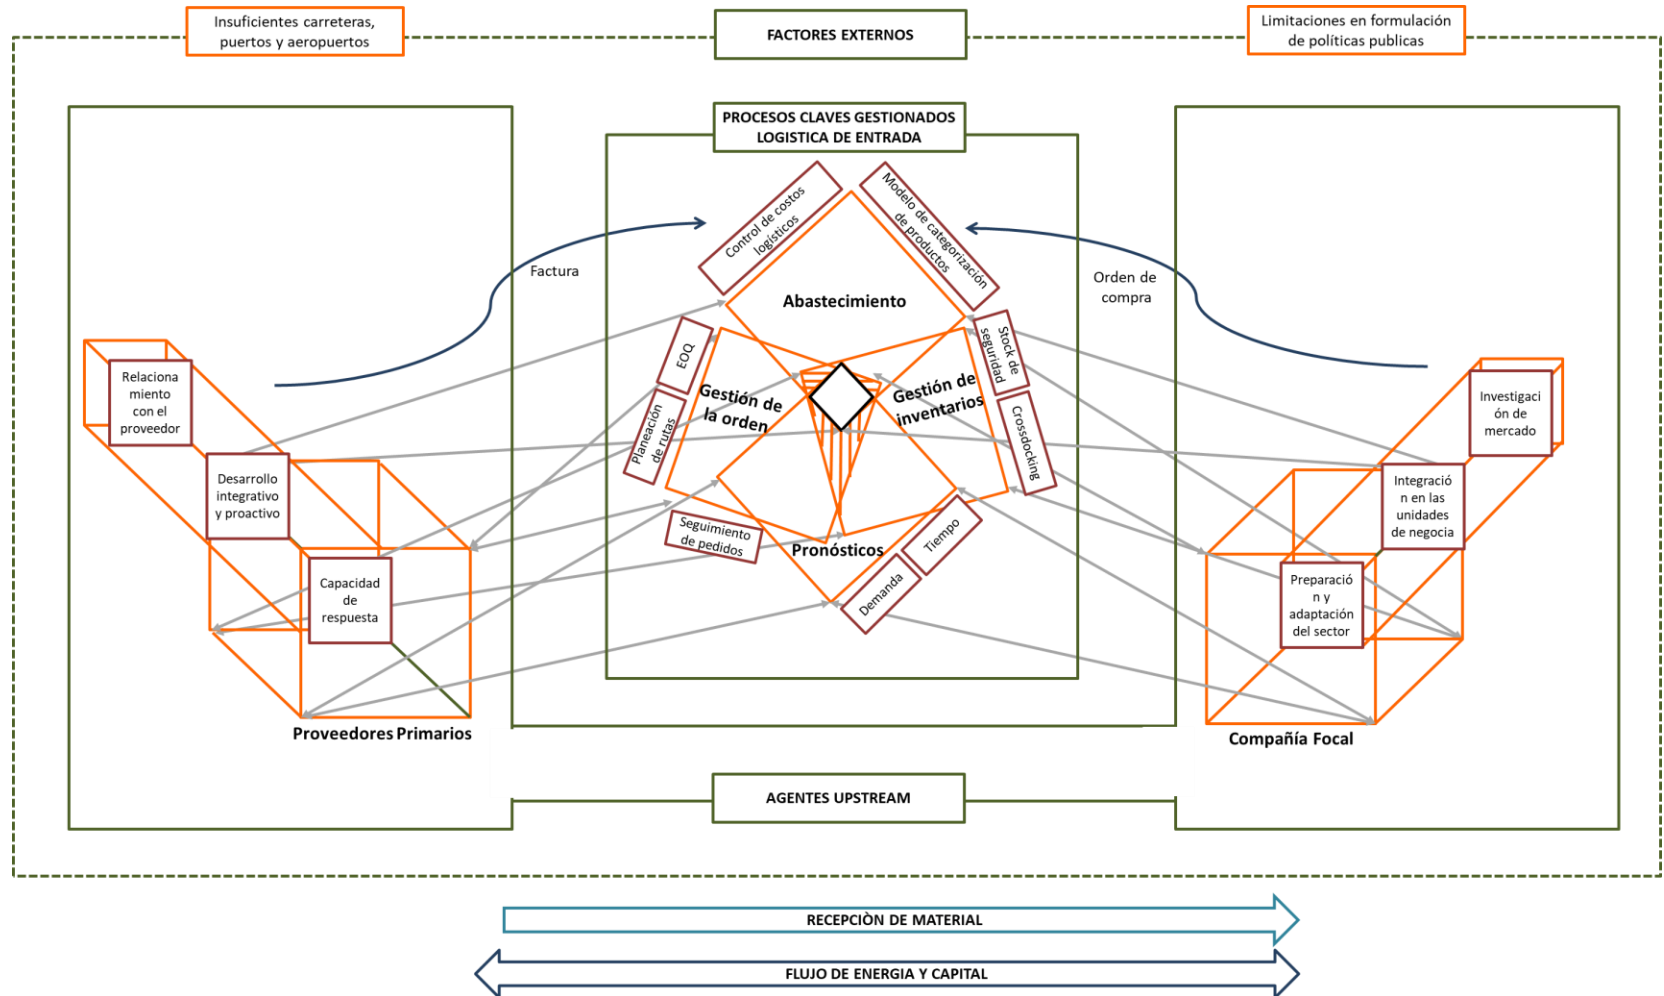 Insuficientes carreteras,
puertos y aeropuertos
FACTORES EXTERNOS
Limitaciones en formulación
de políticas publicas
PROCESOS CLAVES GESTIONADOS
LOGISTICA DE ENTRADA
Control de costos
logísticos
Modelo de categorización
de productos
Factura
Orden de
compra
Abastecimiento
EOQ
Stock de
seguridad
Relaciona
miento
con el
proveedor
Gestión de
la orden
Gestión de
inventarios
Investigaci
ón de
mercado
Planeación
de rutas
Crossdocking
Desarrollo
integrativo
y proactivo
Integració
n en las
unidades
de negocia
Seguimiento
de pedidos
Pronósticos
Tiempo
Demanda
Capacidad
de
respuesta
Preparació
n y
adaptación
del sector
Proveedores Primarios
Compañía Focal
AGENTES UPSTREAM
RECEPCIÒN DE MATERIAL
FLUJO DE ENERGIA Y CAPITAL